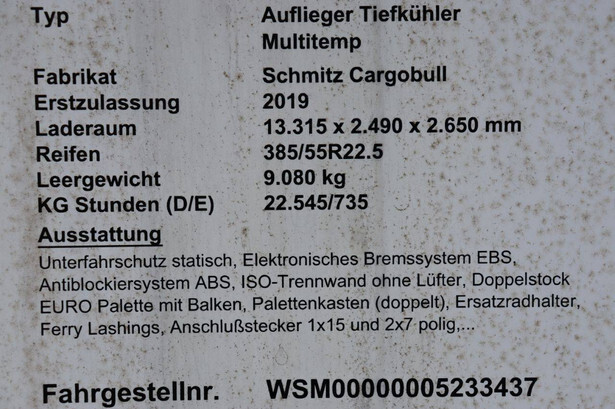 Typ Auflieger Tiefkühler
Multitemp
Fabrikat Schmitz Cargobull
Erstzulassung 2019
Laderaum 13.315 x 2.490 x 2.650 mm
Reifen 385/55R22.5
Leergewicht 9.080 kg
KG Stunden (D/E) 22.545/735
Ausstattung
Unterfahrschutz statisch, Elektronisches Bremssystem EBS,
Antiblockiersystem ABS, ISO-Trennwand ohne Lüfter, Doppelstock
EURO Palette mit Balken, Palettenkasten (doppelt), Ersatzradhalter,
Ferry Lashings, Anschlußstecker 1x15 und 2x7 polig,...
Fahrgestellnr. WSM00000005233437